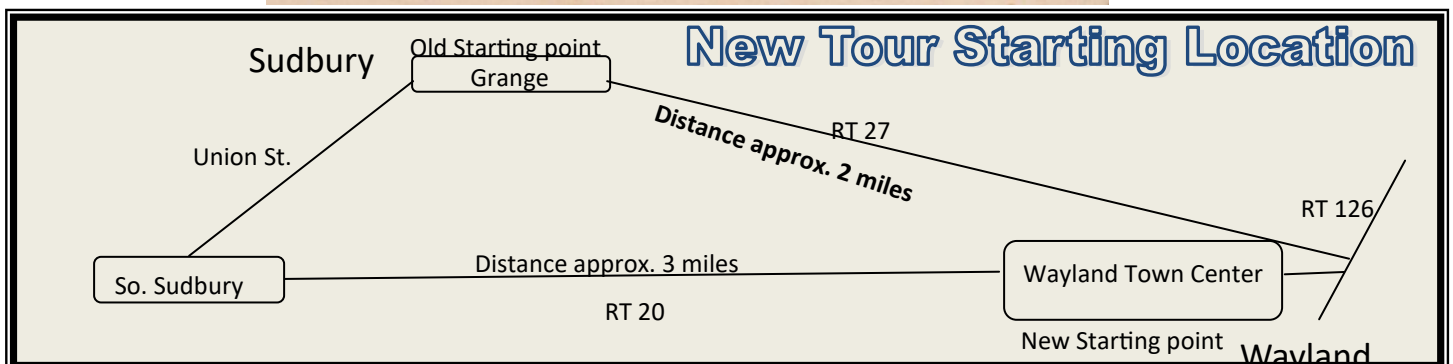 New Tour Starting Location
Sudbury
Old Starting point
Grange
RT 27
Distance approx. 2 miles
Union St.
RT 126
Distance approx. 3 miles
Wayland Town Center
So. Sudbury
RT 20
New Starting point
Wayland